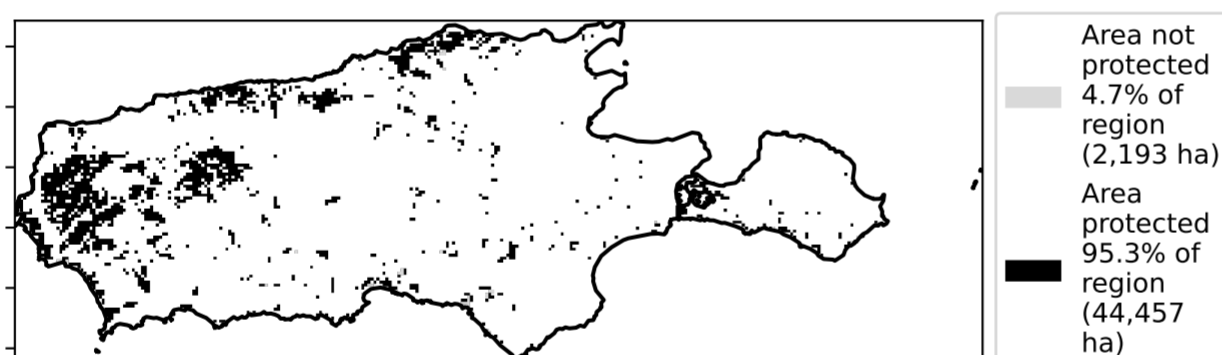 Area not
protected
4.7% of
region
(2,193 ha)
Area
protected
95.3% of
region
(44,457
ha)